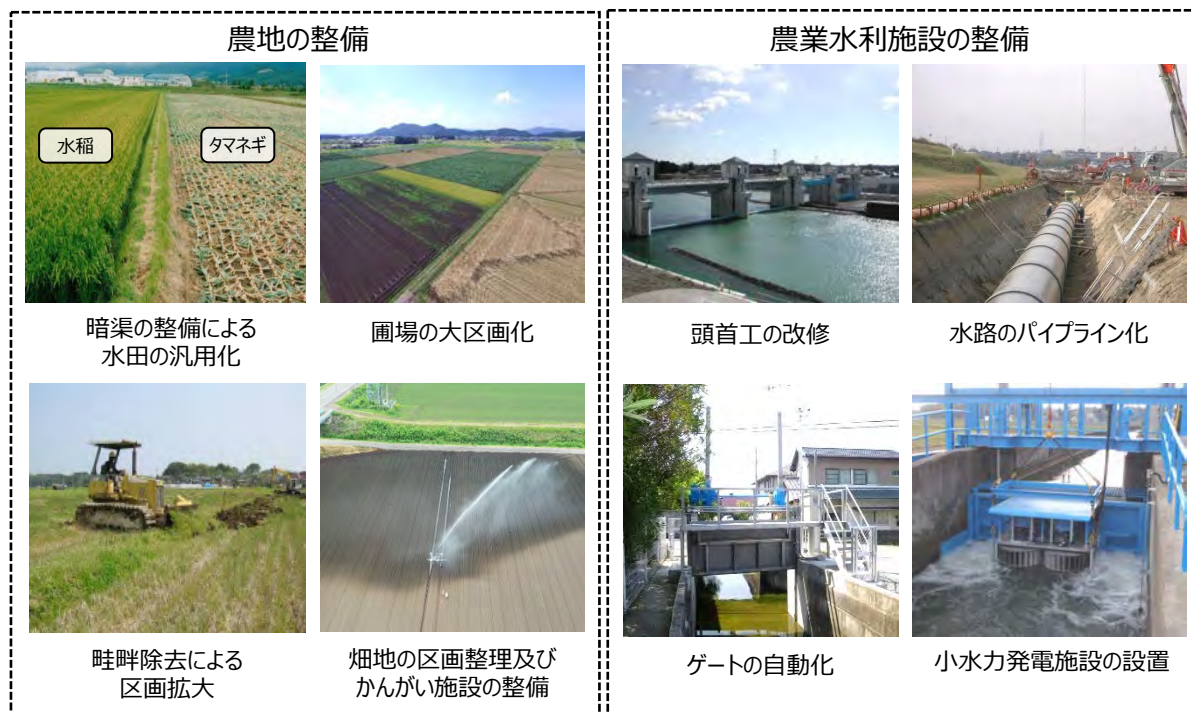 農地の整備
水稲
タマネギ
暗渠の整備による
水田の汎用化
圃場の大区画化
畦畔除去による
区画拡大
畑地の区画整理及び
かんがい施設の整備
農業水利施設の整備
頭首工の改修
水路のパイプライン化
ゲートの自動化
小水力発電施設の設置